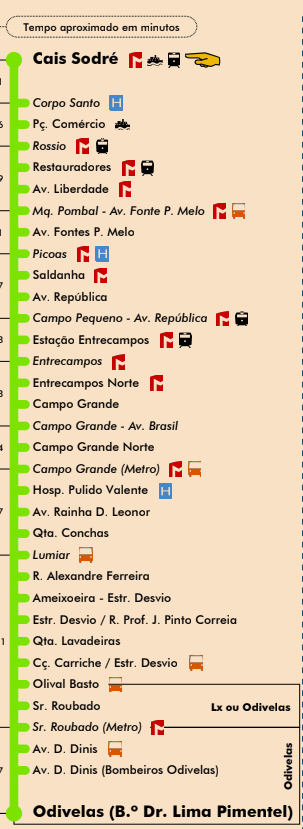 Tempo aproximado em minutos
Cais Sodré
Corpo Santo H
Pç. Comércio
Rossio
Restauradores
Av. Liberdade
Mq. Pombal - Av. Fonte P. Melo
Av. Fontes P. Melo
Picoas H
Saldanha
Av. República
Campo Pequeno - Av. República
Estação Entrecampos
Entrecampos
Entrecampos Norte
Campo Grande
Campo Grande - Av. Brasil
Campo Grande Norte
Campo Grande (Metro)
Hosp. Pulido Valente H
Av. Rainha D. Leonor
Qta. Conchas
Lumiar
R. Alexandre Ferreira
Ameixoeira - Estr. Desvio
Estr. Desvio / R. Prof. J. Pinto Correia
Qta. Lavadeiras
Cç. Carriche / Estr. Desvio
Olival Basto
Sr. Roubado
Lx ou Odivelas
Sr. Roubado (Metro)
Av. D. Dinis
Av. D. Dinis (Bombeiros Odivelas)
Odivelas
Odivelas (B.º Dr. Lima Pimentel)